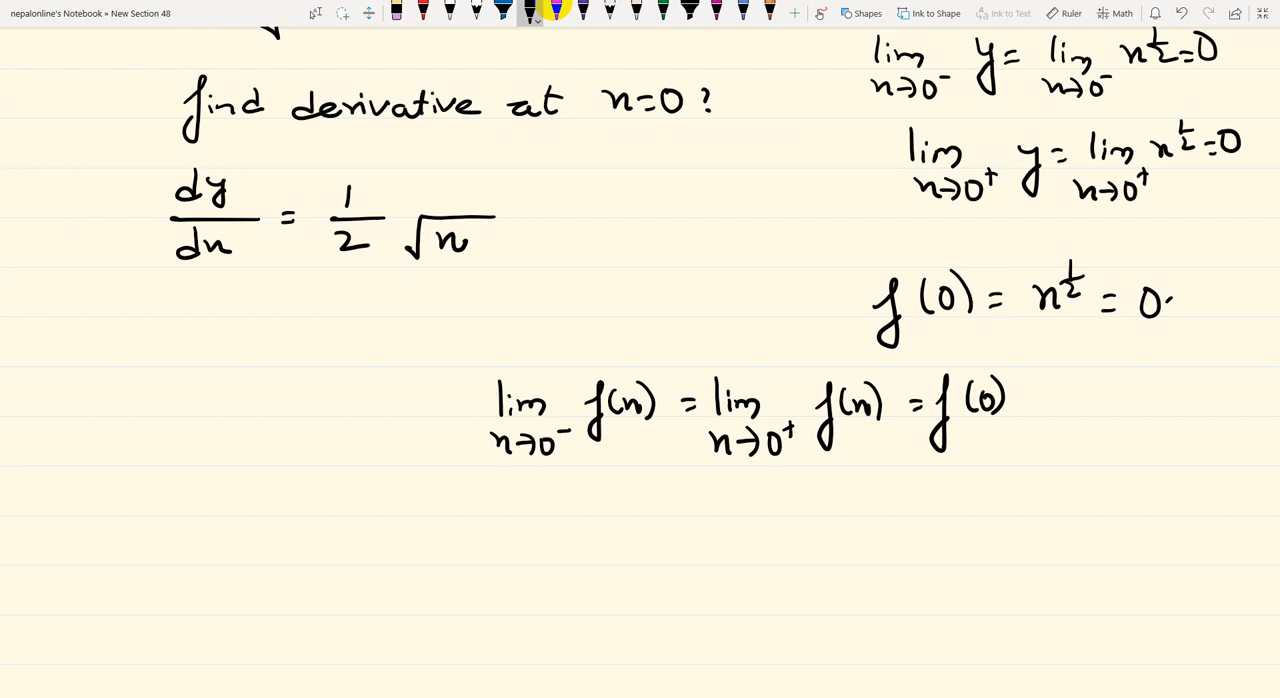 nepalonline's Notebook » New Section 48
Shapes Ink to Shape Ink to Text Ruler Math
lim n→0⁻ y = lim n→0⁻ n^½ = 0
find derivative at n=0?
lim n→0⁺ y = lim n→0⁺ n^½ = 0
dy/dn = 1/2 √n
f(0) = n^½ = 0.
lim n→0⁻ f(n) = lim n→0⁺ f(n) = f(0)